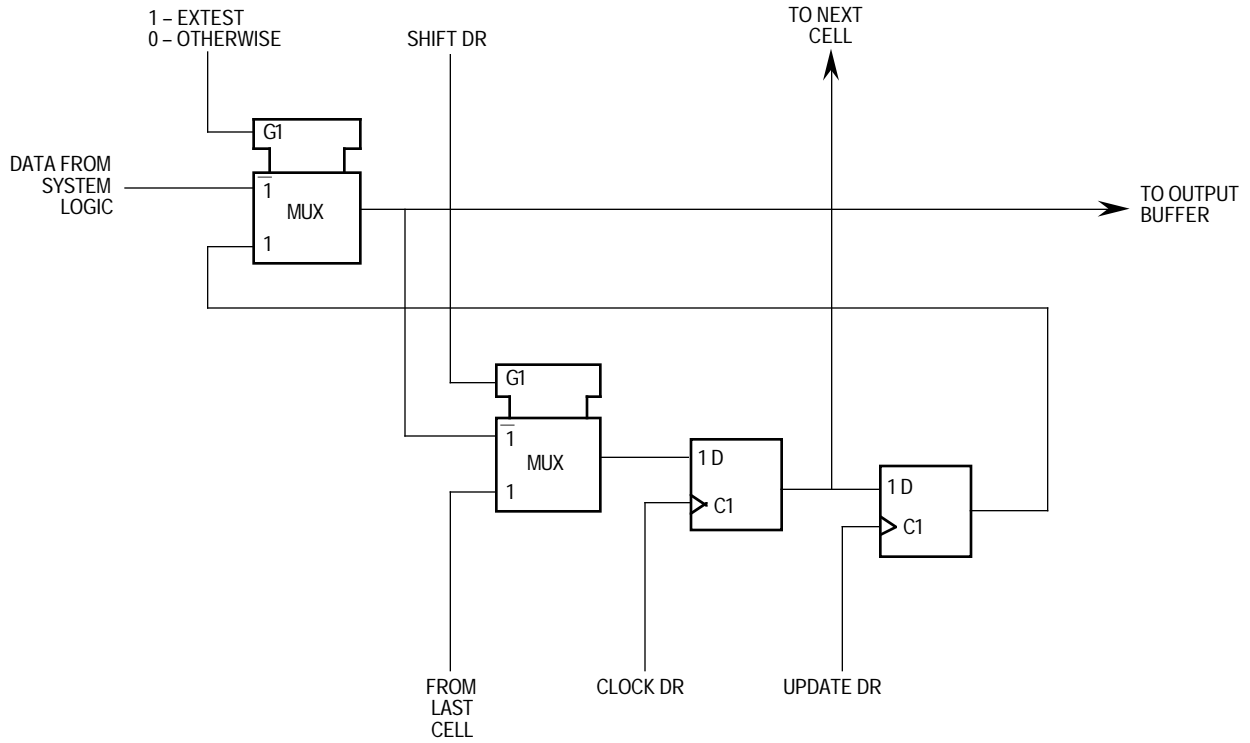 1 – EXTEST
0 – OTHERWISE
SHIFT DR
TO NEXT
CELL
G1
DATA FROM
SYSTEM
LOGIC
1
MUX
1
TO OUTPUT
BUFFER
G1
1
MUX
1
1 D
C1
1 D
C1
FROM
LAST
CELL
CLOCK DR
UPDATE DR